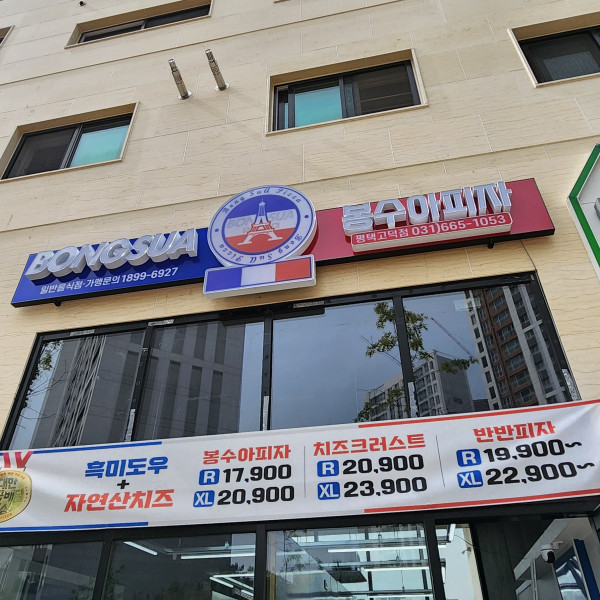 BONGSUA
일반음식점·가맹문의 1899-6927
BONGSUA
봉수아피자
평택고덕점 031)665-1053
흑미도우
+
자연산치즈
봉수아피자
R 17,900
XL 20,900
치즈크러스트
R 20,900
XL 23,900
반반피자
R 19,900~
XL 22,900~